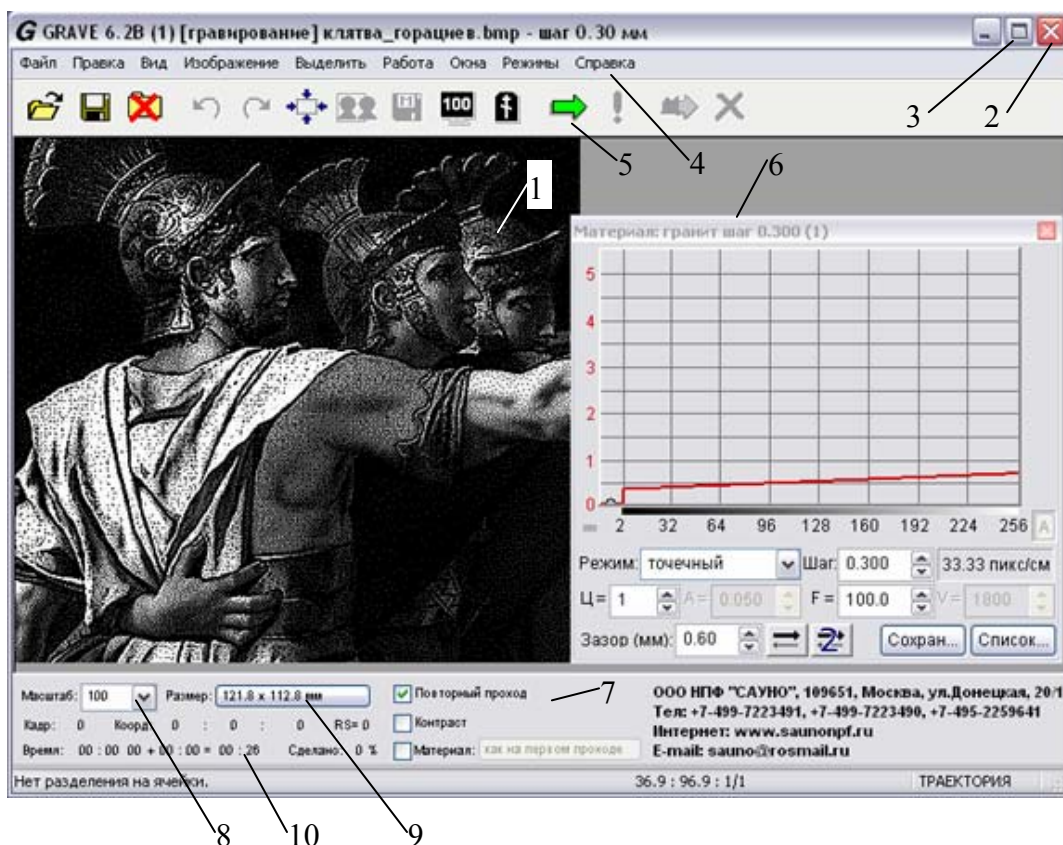 G GRAVE 6.2B (1) [гравирование] клятва_горациев.bmp - шаг 0.30 мм
Файл Правка Вид Изображение Выделить Работа Окна Режимы Справка
100
3 2
5 4 6
1
Материал: гранит шаг 0.300 (1)
5
4
3
2
1
0
2 32 64 96 128 160 192 224 256 A
Режим: точечный Шаг: 0.300 33.33 пикс/см
Ц = 1 A = 0.050 F = 100.0 V = 1800
Зазор (мм): 0.60 Сохран... Список...
Масштаб: 100 Размер: 121.8 x 112.8 мм Повторный проход 7
Кадр: 0 Коорд: 0 : 0 : 0 RS= 0 Контраст
Время: 00 : 00 00 + 00 : 00 = 00 : 26 Сделано: 0 % Материал: как на первом проходе
ООО НПФ "САУНО", 109651, Москва, ул.Донецкая, 20/1
Тел: +7-499-7223491, +7-499-7223490, +7-495-2259641
Интернет: www.saunonpf.ru
E-mail: sauno@rosmail.ru
Нет разделения на ячейки. 36.9 : 96.9 : 1/1 ТРАЕКТОРИЯ
8 10 9